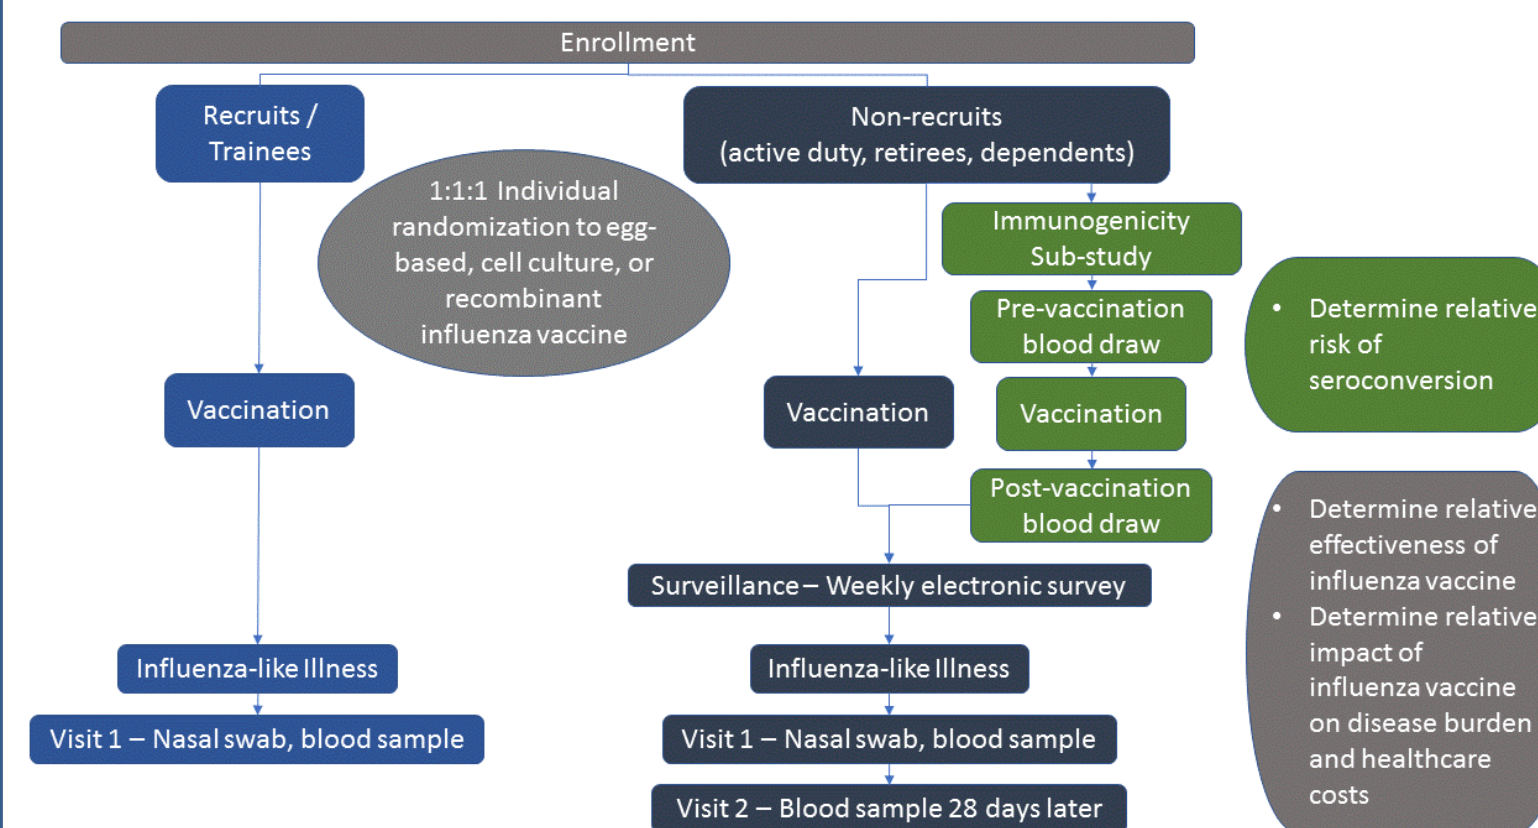 Enrollment
Recruits /
Trainees
Non-recruits
(active duty, retirees, dependents)
1:1:1 Individual
randomization to egg-
based, cell culture, or
recombinant
influenza vaccine
Immunogenicity
Sub-study
Pre-vaccination
blood draw
• Determine relative
risk of
seroconversion
Vaccination
Vaccination
Vaccination
Post-vaccination
blood draw
• Determine relative
effectiveness of
influenza vaccine
• Determine relative
impact of
influenza vaccine
on disease burden
and healthcare
costs
Surveillance – Weekly electronic survey
Influenza-like Illness
Influenza-like Illness
Visit 1 – Nasal swab, blood sample
Visit 1 – Nasal swab, blood sample
Visit 2 – Blood sample 28 days later